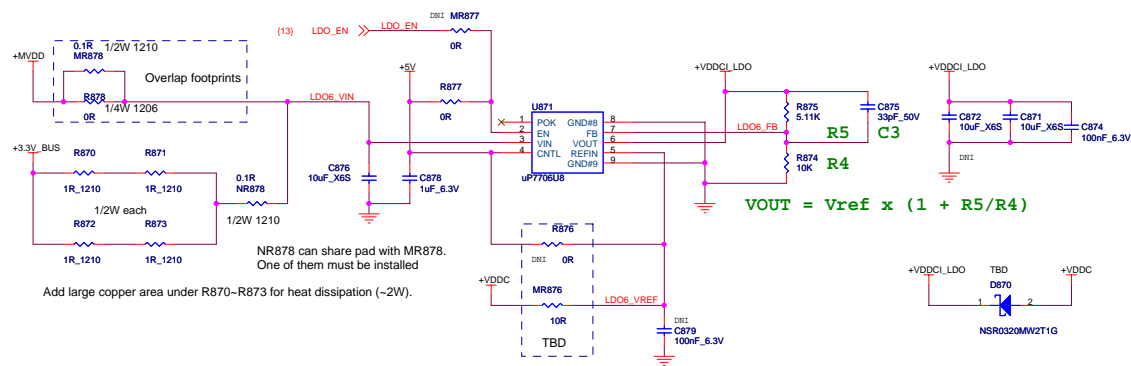 {13} LDO_EN
LDO_EN
DNI MR877
0R
+MVDD
0.1R 1/2W 1210
MR878
Overlap footprints
R878
1/4W 1206
0R
LDO6_VIN
+5V
R877
0R
U871
1 POK
2 EN
3 VIN
4 CNTL
GND#8 8
FB 7
VOUT 6
REFIN 5
GND#9 9
uP7706U8
+3.3V_BUS
R870
1R_1210
R871
1R_1210
1/2W each
R872
1R_1210
R873
1R_1210
0.1R
NR878
1/2W 1210
C876
10uF_X6S
C878
1uF_6.3V
NR878 can share pad with MR878.
One of them must be installed
Add large copper area under R870~R873 for heat dissipation (~2W).
R876
DNI
0R
+VDDC
MR876
10R
TBD
LDO6_VREF
DNI
C879
100nF_6.3V
+VDDCI_LDO
R875
5.11K
LDO6_FB
R5
C875
33pF_50V
C3
R874
10K
R4
VOUT = Vref x (1 + R5/R4)
+VDDCI_LDO
C872
10uF_X6S
DNI
C871
10uF_X6S
C874
100nF_6.3V
+VDDCI_LDO
TBD
D870
1
2
+VDDC
NSR0320MW2T1G